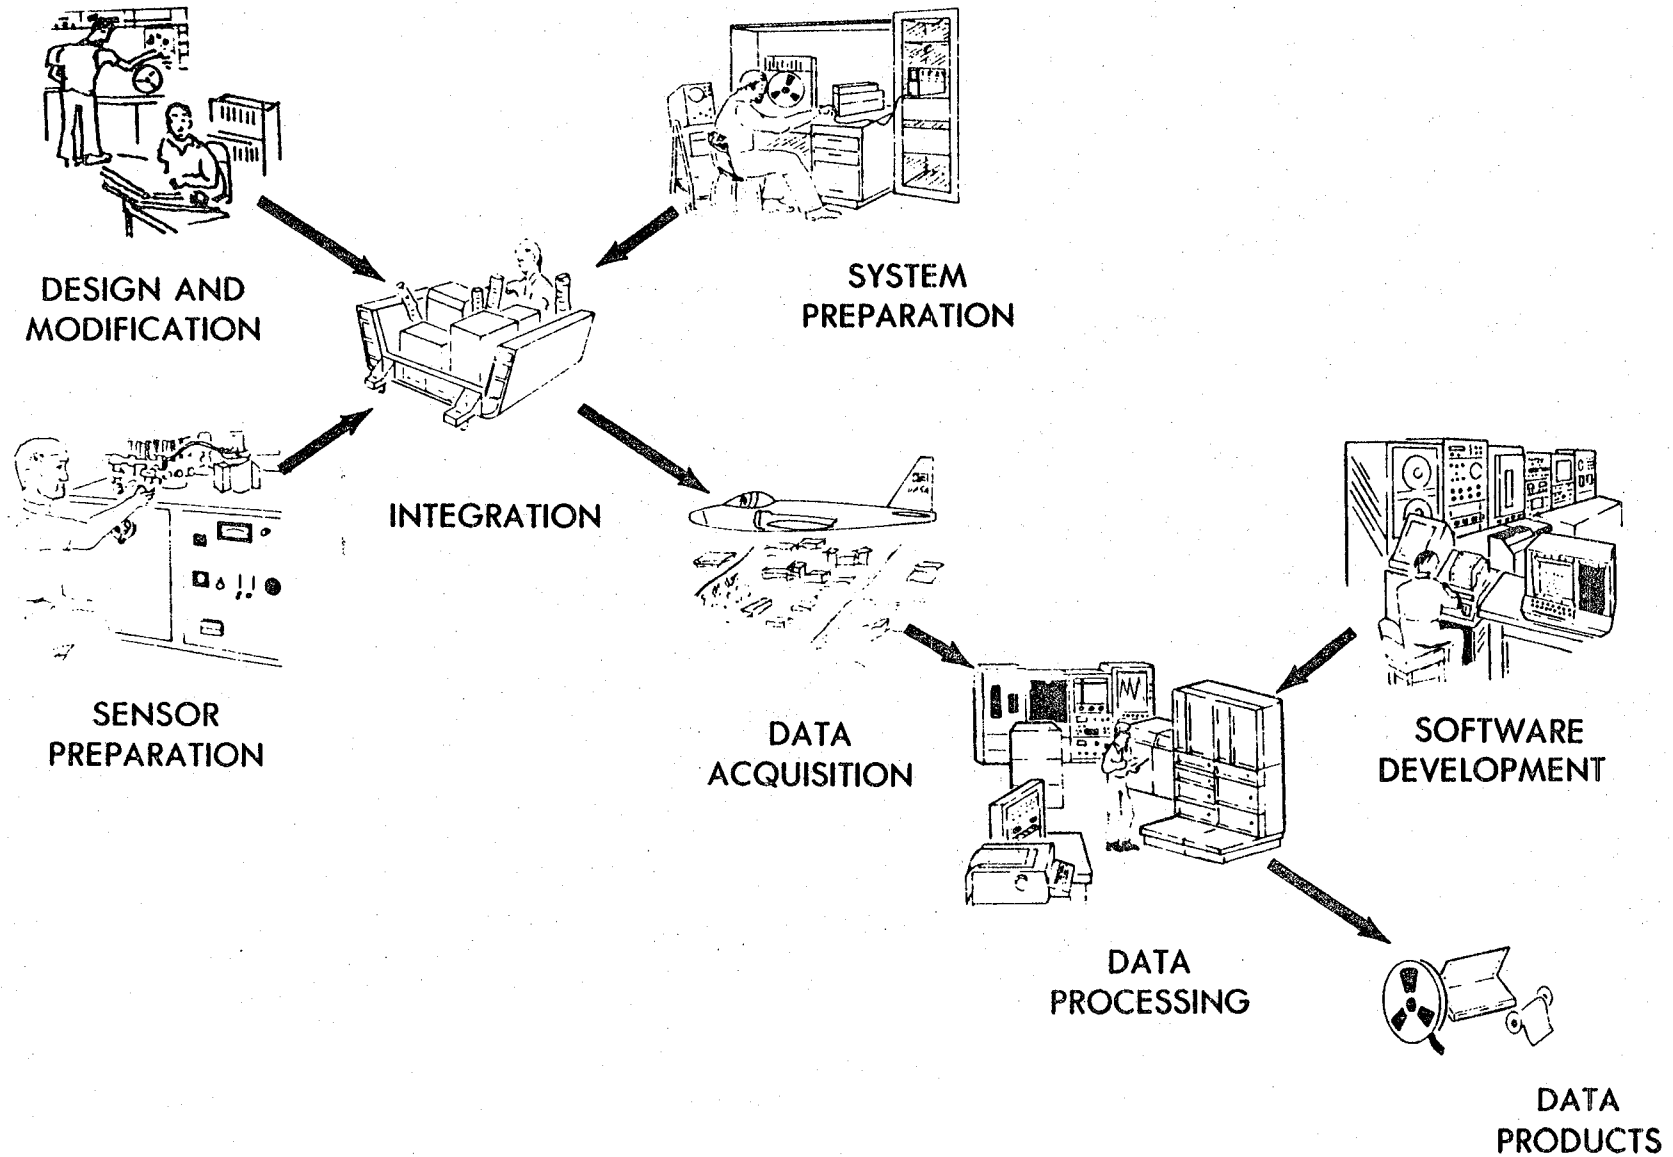 DESIGN AND
MODIFICATION
SYSTEM
PREPARATION
INTEGRATION
SENSOR
PREPARATION
DATA
ACQUISITION
SOFTWARE
DEVELOPMENT
DATA
PROCESSING
DATA
PRODUCTS